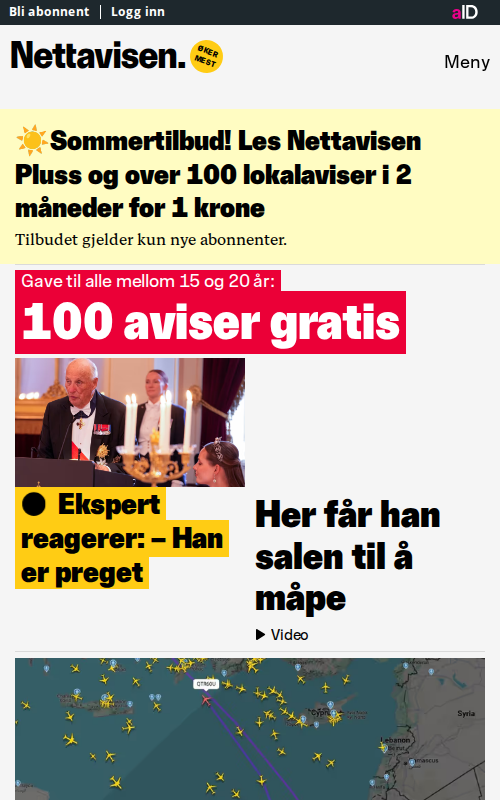 Bli abonnent
Logg inn
aID
Nettavisen.
ØKER
MEST
Meny
Sommertilbud! Les Nettavisen
Pluss og over 100 lokalaviser i 2
måneder for 1 krone
Tilbudet gjelder kun nye abonnenter.
Gave til alle mellom 15 og 20 år:
100 aviser gratis
Ekspert
reagerer: – Han
er preget
Her får han
salen til å
måpe
Video
Syria
Lebanon